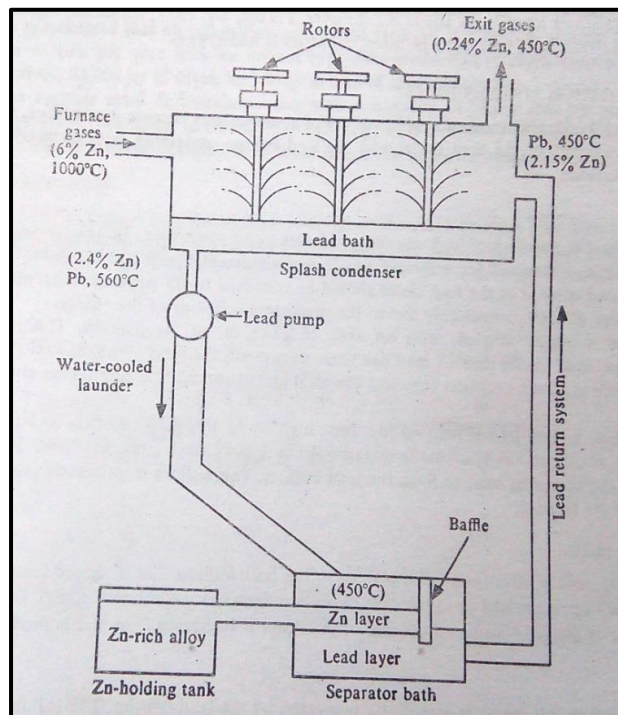 Rotors
Exit gases
(0.24% Zn, 450°C)
Furnace
gases
(6% Zn,
1000°C)
Pb, 450°C
(2.15% Zn)
Lead bath
Splash condenser
(2.4% Zn)
Pb, 560°C
Lead pump
Water-cooled
launder
Lead return system
Baffle
(450°C)
Zn layer
Zn-rich alloy
Lead layer
Zn-holding tank
Separator bath